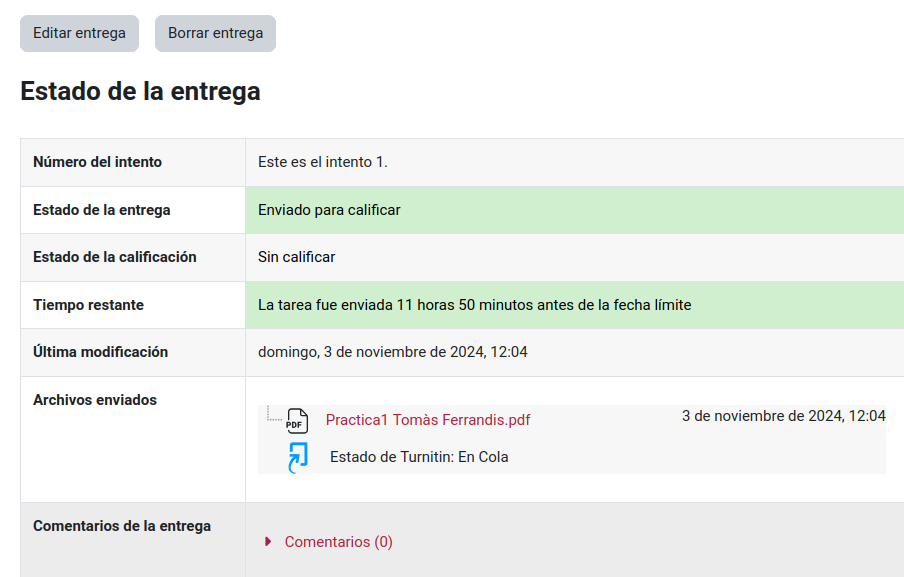 Editar entrega
Borrar entrega
Estado de la entrega
Número del intento
Este es el intento 1.
Estado de la entrega
Enviado para calificar
Estado de la calificación
Sin calificar
Tiempo restante
La tarea fue enviada 11 horas 50 minutos antes de la fecha límite
Última modificación
domingo, 3 de noviembre de 2024, 12:04
Archivos enviados
PDF
Practica1 Tomàs Ferrandis.pdf
3 de noviembre de 2024, 12:04
Estado de Turnitin: En Cola
Comentarios de la entrega
Comentarios (0)